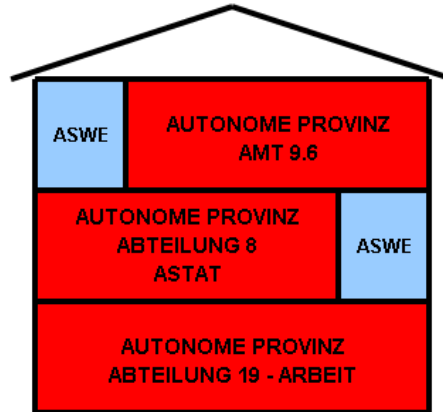 ASWE
AUTONOME PROVINZ
AMT 9.6
AUTONOME PROVINZ
ABTEILUNG 8
ASTAT
ASWE
AUTONOME PROVINZ
ABTEILUNG 19 - ARBEIT